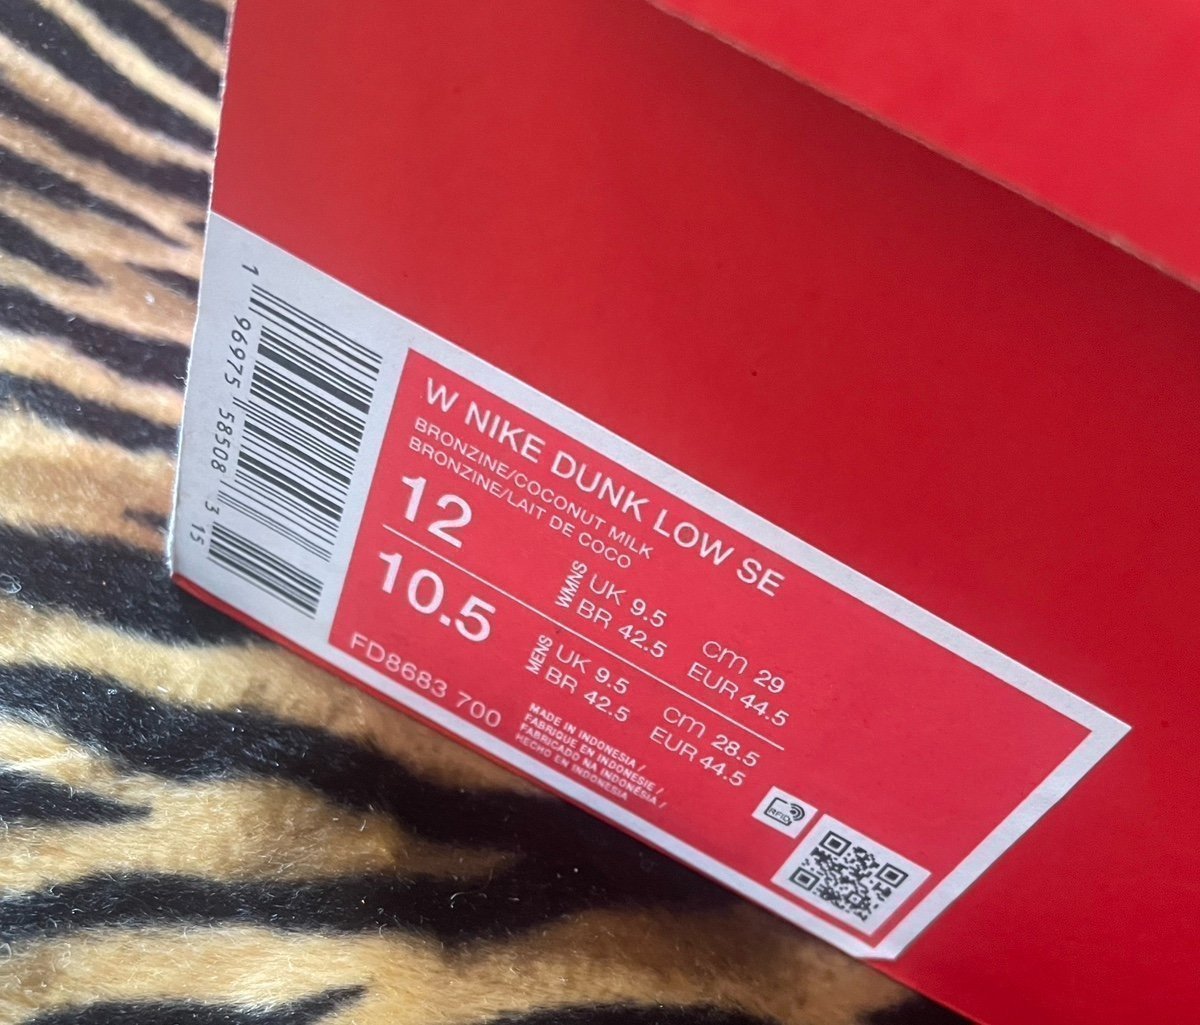 W NIKE DUNK LOW SE
BRONZINE/COCONUT MILK
BRONZINE/LAIT DE COCO
12
WMNS
UK 9.5
BR 42.5
cm 29
EUR 44.5
10.5
MENS
UK 9.5
BR 42.5
cm 28.5
EUR 44.5
FD8683 700
MADE IN INDONESIA /
FABRIQUE EN INDONESIE /
FABRICADO NA INDONÉSIA /
HECHO EN INDONESIA
RFID
1 96975 58508 3 15